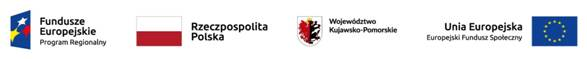 Fundusze
Europejskie
Program Regionalny
Rzeczpospolita
Polska
Województwo
Kujawsko-Pomorskie
Unia Europejska
Europejski Fundusz Społeczny